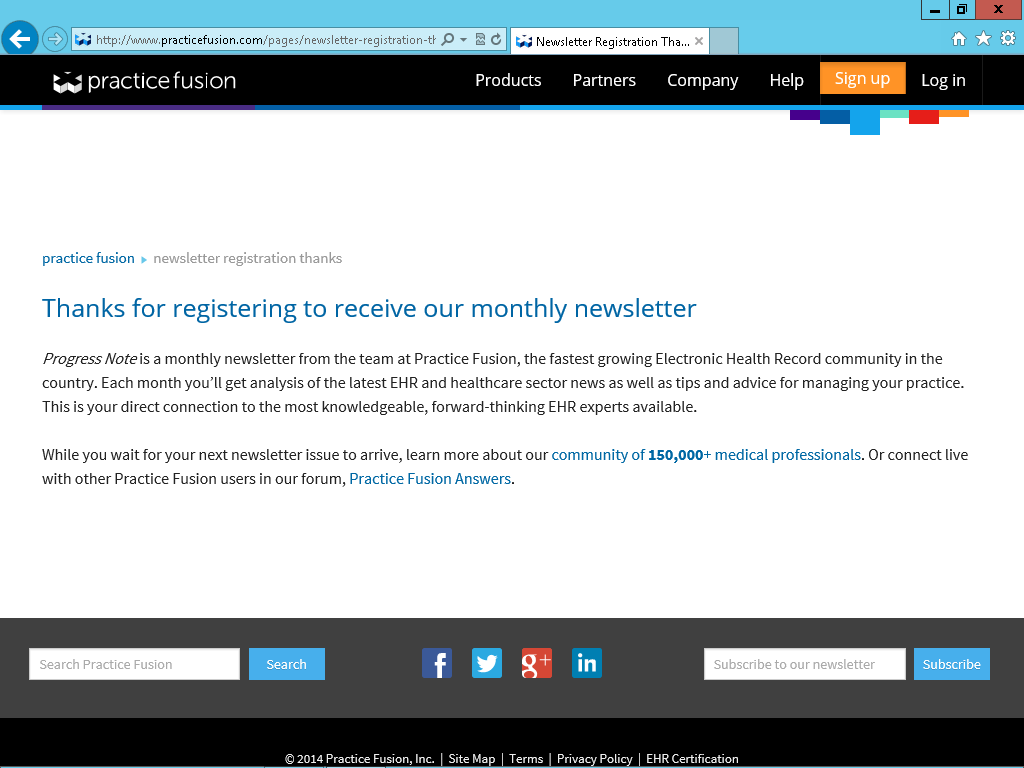 http://www.practicefusion.com/pages/newsletter-registration-th
Newsletter Registration Tha...
practice fusion
Products Partners Company Help Sign up Log in
practice fusion newsletter registration thanks
Thanks for registering to receive our monthly newsletter
Progress Note is a monthly newsletter from the team at Practice Fusion, the fastest growing Electronic Health Record community in the
country. Each month you’ll get analysis of the latest EHR and healthcare sector news as well as tips and advice for managing your practice.
This is your direct connection to the most knowledgeable, forward-thinking EHR experts available.
While you wait for your next newsletter issue to arrive, learn more about our community of 150,000+ medical professionals. Or connect live
with other Practice Fusion users in our forum, Practice Fusion Answers.
Search Practice Fusion Search f g+ in Subscribe to our newsletter Subscribe
© 2014 Practice Fusion, Inc. | Site Map | Terms | Privacy Policy | EHR Certification